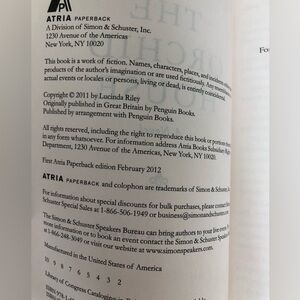 ATRIA PAPERBACK
A Division of Simon & Schuster, Inc.
1230 Avenue of the Americas
New York, NY 10020
This book is a work of fiction. Names, characters, places, and incidents
products of the author's imagination or are used fictitiously. Any
actual events or locales or persons, living or dead, is entirely coincidental.
Copyright © 2011 by Lucinda Riley
Originally published in Great Britain by Penguin Books.
Published by arrangement with Penguin Books.
All rights reserved, including the right to reproduce this book or portions
in any form whatsoever. For information address Atria Books Subsidiary
Department, 1230 Avenue of the Americas, New York, NY 10020.
First Atria Paperback edition February 2012
ATRIA PAPERBACK and colophon are trademarks of Simon & Schuster, Inc.
For information about special discounts for bulk purchases, please contact
Simon & Schuster Special Sales at 1-866-506-1949 or
The Simon & Schuster Speakers Bureau can bring authors to your live event. For
more information or to book an event contact the Simon & Schuster
at 1-866-248-3049 or visit our website at www.simonspeakers.com.
Manufactured in the United States of America
10 9 8 7 6 5 4 3 2
Library of Congress Cataloging-in-
THE
HOUSE